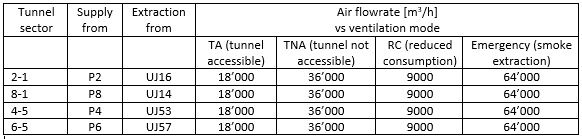 Tunnel sector Supply from Extraction from Air flowrate [m³/h] vs ventilation mode
TA (tunnel accessible) TNA (tunnel not accessible) RC (reduced consumption) Emergency (smoke extraction)
2-1 P2 UJ16 18’000 36’000 9000 64’000
8-1 P8 UJ14 18’000 36’000 9000 64’000
4-5 P4 UJ53 18’000 36’000 9000 64’000
6-5 P6 UJ57 18’000 36’000 9000 64’000